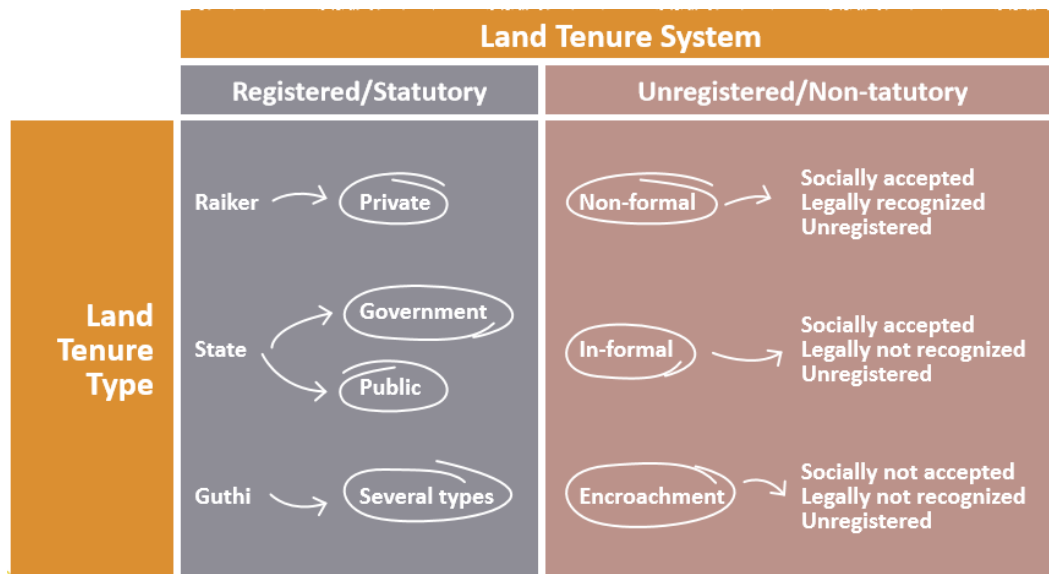 Land Tenure System
Registered/Statutory
Unregistered/Non-tatutory
Land
Tenure
Type
Raiker
Private
State
Government
Public
Guthi
Several types
Non-formal
Socially accepted
Legally recognized
Unregistered
In-formal
Socially accepted
Legally not recognized
Unregistered
Encroachment
Socially not accepted
Legally not recognized
Unregistered